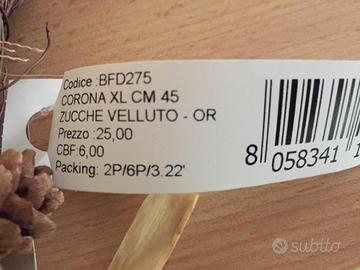 Codice :BFD275
CORONA XL CM 45
ZUCCHE VELLUTO - OR
Prezzo :25,00
CBF:6,00
Packing: 2P/6P/3.22'
8 058341 1
subito